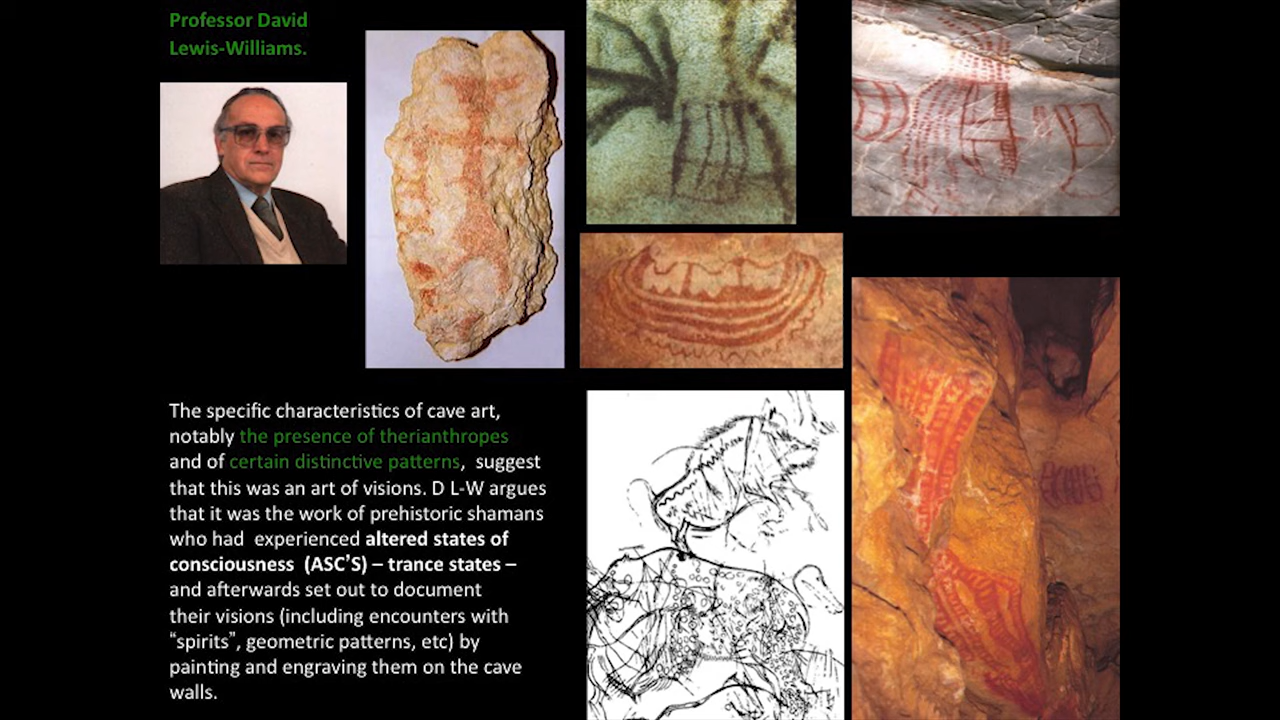 Professor David
Lewis-Williams.
The specific characteristics of cave art,
notably the presence of therianthropes
and of certain distinctive patterns,  suggest
that this was an art of visions. D L-W argues
that it was the work of prehistoric shamans
who had  experienced altered states of
consciousness  (ASC’S) – trance states –
and afterwards set out to document
their visions (including encounters with
“spirits”, geometric patterns, etc) by
painting and engraving them on the cave
walls.